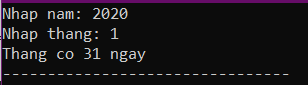 Nhap nam: 2020
Nhap thang: 1
Thang co 31 ngay
--------------------------------